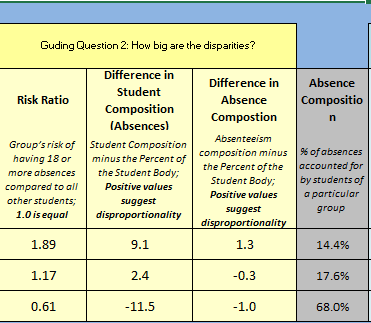 Guding Question 2: How big are the disparities?
Risk Ratio
Difference in
Student
Composition
(Absences)
Difference in
Absence
Compostion
Absence
Compositio
n
Group's risk of
having 18 or
more absences
compared to all
other students;
1.0 is equal
Student Composition
minus the Percent of
the Student Body;
Positive values
suggest
disproportionality
Absenteeism
composition minus
the Percent of the
Student Body;
Positive values
suggest
disproportionality
% of absences
accounted for
by students of
a particular
group
1.89 9.1 1.3 14.4%
1.17 2.4 -0.3 17.6%
0.61 -11.5 -1.0 68.0%